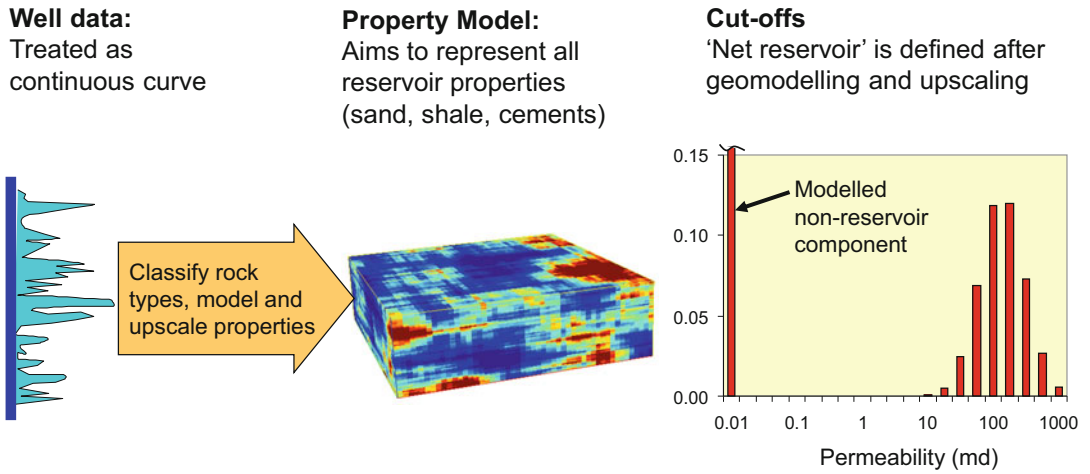 Well data:
Treated as
continuous curve
Property Model:
Aims to represent all
reservoir properties
(sand, shale, cements)
Cut-offs
‘Net reservoir’ is defined after
geomodelling and upscaling
Classify rock
types, model and
upscale properties
0.15
0.10
0.05
0.00
Modelled
non-reservoir
component
0.01 0.1 1 10 100 1000
Permeability (md)